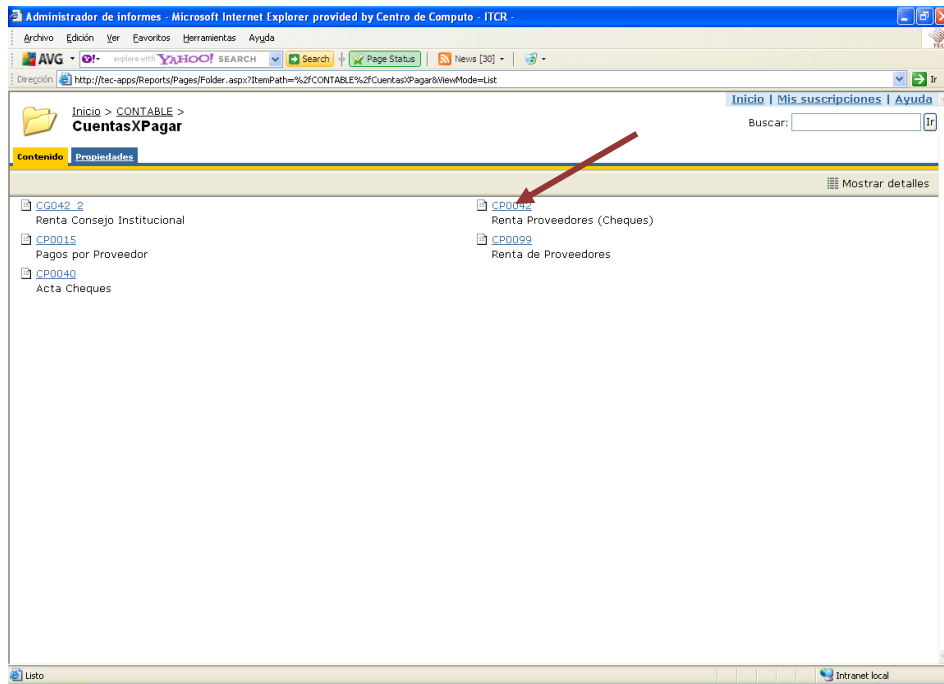 Administrador de informes - Microsoft Internet Explorer provided by Centro de Computo - ITCR -
Archivo Edición Ver Favoritos Herramientas Ayuda
AVG explore with YAHOO! SEARCH Search Page Status News [30]
Dirección http://tec-apps/Reports/Pages/Folder.aspx?ItemPath=%2fCONTABLE%2fCuentasXPagar&ViewMode=List Ir
Inicio | Mis suscripciones | Ayuda
Inicio > CONTABLE >
CuentasXPagar
Buscar: Ir
Contenido Propiedades
Mostrar detalles
CG042_2
Renta Consejo Institucional
CP0015
Pagos por Proveedor
CP0040
Acta Cheques
CP0042
Renta Proveedores (Cheques)
CP0099
Renta de Proveedores
Listo
Intranet local